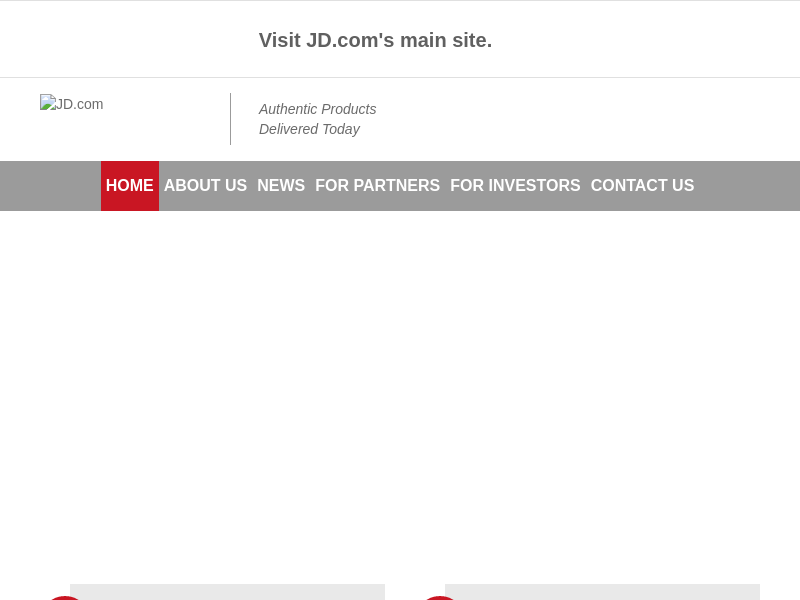 Visit JD.com's main site.
JD.com
Authentic Products
Delivered Today
HOME ABOUT US NEWS FOR PARTNERS FOR INVESTORS CONTACT US